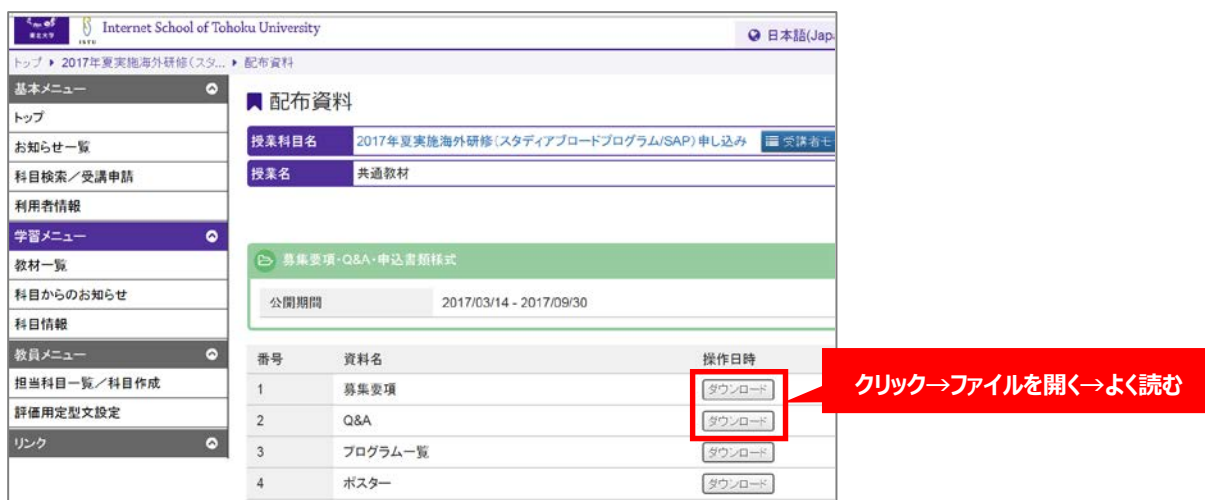 東北大学
ISTU
Internet School of Tohoku University
日本語(Jap
トップ ▶ 2017年夏実施海外研修(スタ... ▶ 配布資料
基本メニュー
トップ
お知らせ一覧
科目検索／受講申請
利用者情報
学習メニュー
教材一覧
科目からのお知らせ
科目情報
教員メニュー
担当科目一覧／科目作成
評価用定型文設定
リンク
配布資料
授業科目名 2017年夏実施海外研修(スタディアブロードプログラム/SAP)申し込み 受講者モ
授業名 共通教材
募集要項・Q&A・申込書類様式
公開期間 2017/03/14 - 2017/09/30
番号 資料名 操作日時
1 募集要項 ダウンロード
2 Q&A ダウンロード
3 プログラム一覧 ダウンロード
4 ポスター ダウンロード
クリック→ファイルを開く→よく読む